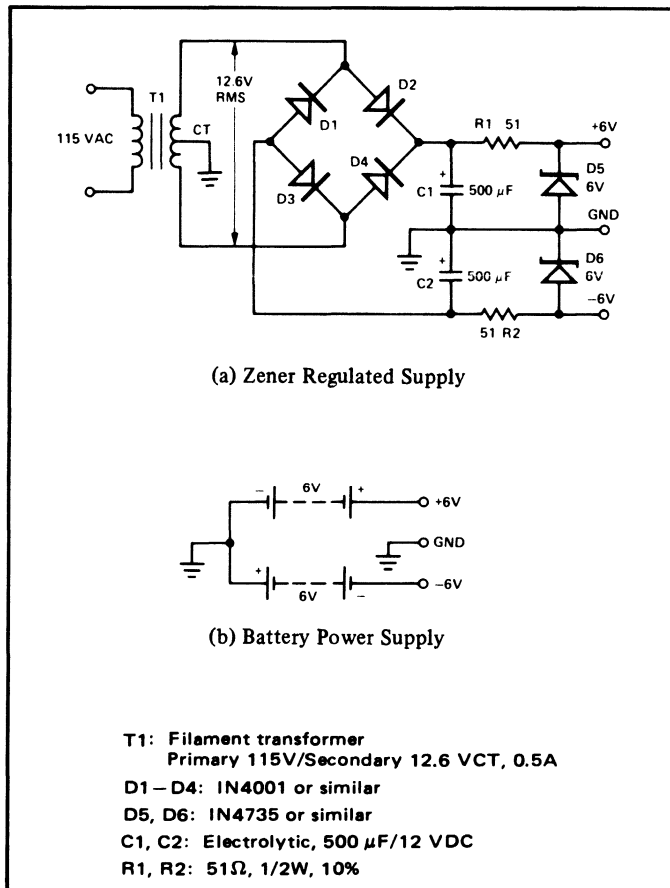 12.6V
RMS
T1
115 VAC
CT
D1
D2
D3
D4
R1 51
+6V
D5
6V
+
C1
500 µF
GND
+
C2
500 µF
D6
6V
−6V
51 R2
(a) Zener Regulated Supply
− 6V +
+6V
GND
+ 6V −
−6V
(b) Battery Power Supply
T1: Filament transformer
Primary 115V/Secondary 12.6 VCT, 0.5A
D1−D4: IN4001 or similar
D5, D6: IN4735 or similar
C1, C2: Electrolytic, 500 µF/12 VDC
R1, R2: 51Ω, 1/2W, 10%